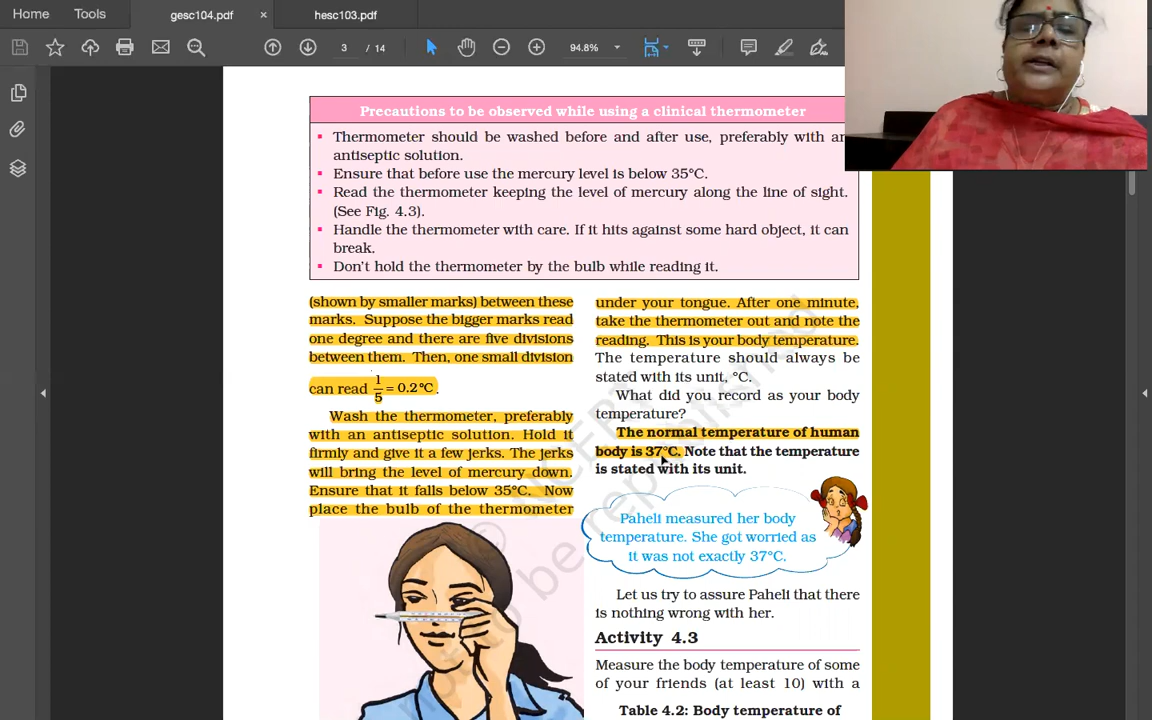 Home
Tools
gesc104.pdf
×
hesc103.pdf
3 / 14
94.8%
Precautions to be observed while using a clinical thermometer
▪ Thermometer should be washed before and after use, preferably with an
antiseptic solution.
▪ Ensure that before use the mercury level is below 35°C.
▪ Read the thermometer keeping the level of mercury along the line of sight.
(See Fig. 4.3).
▪ Handle the thermometer with care. If it hits against some hard object, it can
break.
▪ Don't hold the thermometer by the bulb while reading it.
(shown by smaller marks) between these
marks. Suppose the bigger marks read
one degree and there are five divisions
between them. Then, one small division
can read 1/5 = 0.2°C.
Wash the thermometer, preferably
with an antiseptic solution. Hold it
firmly and give it a few jerks. The jerks
will bring the level of mercury down.
Ensure that it falls below 35°C. Now
place the bulb of the thermometer
under your tongue. After one minute,
take the thermometer out and note the
reading. This is your body temperature.
The temperature should always be
stated with its unit, °C.
What did you record as your body
temperature?
The normal temperature of human
body is 37°C. Note that the temperature
is stated with its unit.
Paheli measured her body
temperature. She got worried as
it was not exactly 37°C.
Let us try to assure Paheli that there
is nothing wrong with her.
Activity 4.3
Measure the body temperature of some
of your friends (at least 10) with a
Table 4.2: Body temperature of
© NCERT
not to be republished